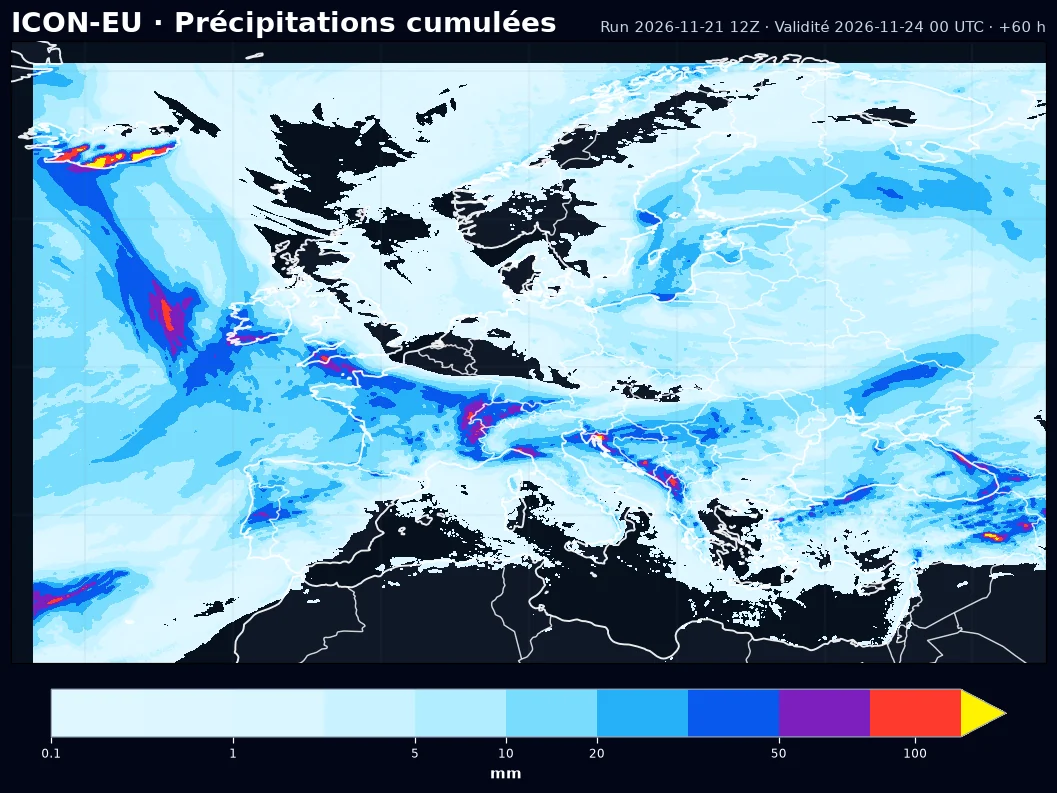 ICON-EU · Précipitations cumulées
Run 2026-11-21 12Z · Validité 2026-11-24 00 UTC · +60 h
0.1 1 5 10 20 50 100
mm